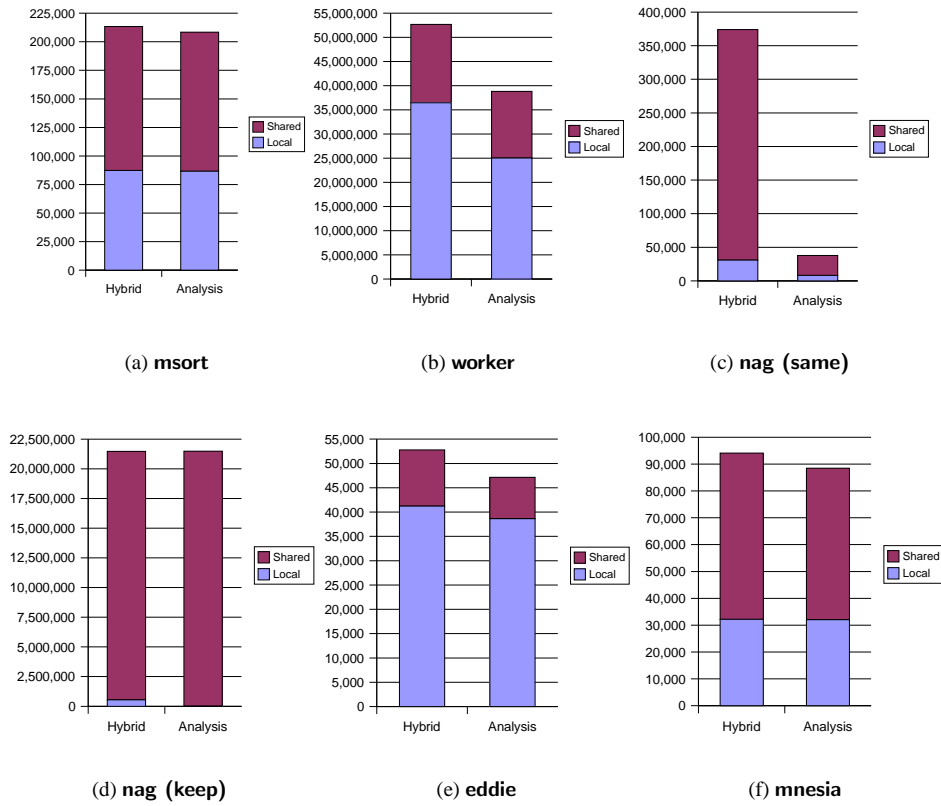 225,000
200,000
175,000
150,000
125,000
100,000
75,000
50,000
25,000
0
Hybrid Analysis
Shared
Local
(a) msort
55,000,000
50,000,000
45,000,000
40,000,000
35,000,000
30,000,000
25,000,000
20,000,000
15,000,000
10,000,000
5,000,000
0
Hybrid Analysis
Shared
Local
(b) worker
400,000
350,000
300,000
250,000
200,000
150,000
100,000
50,000
0
Hybrid Analysis
Shared
Local
(c) nag (same)
22,500,000
20,000,000
17,500,000
15,000,000
12,500,000
10,000,000
7,500,000
5,000,000
2,500,000
0
Hybrid Analysis
Shared
Local
(d) nag (keep)
55,000
50,000
45,000
40,000
35,000
30,000
25,000
20,000
15,000
10,000
5,000
0
Hybrid Analysis
Shared
Local
(e) eddie
100,000
90,000
80,000
70,000
60,000
50,000
40,000
30,000
20,000
10,000
0
Hybrid Analysis
Shared
Local
(f) mnesia